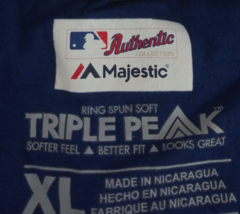 Authentic
COLLECTION
Majestic
RING SPUN SOFT
TRIPLE PEAK™
SOFTER FEEL ▲ BETTER FIT ▲ LOOKS GREAT
XL
MADE IN NICARAGUA
HECHO EN NICARAGUA
FABRIQUE AU NICARAGUA